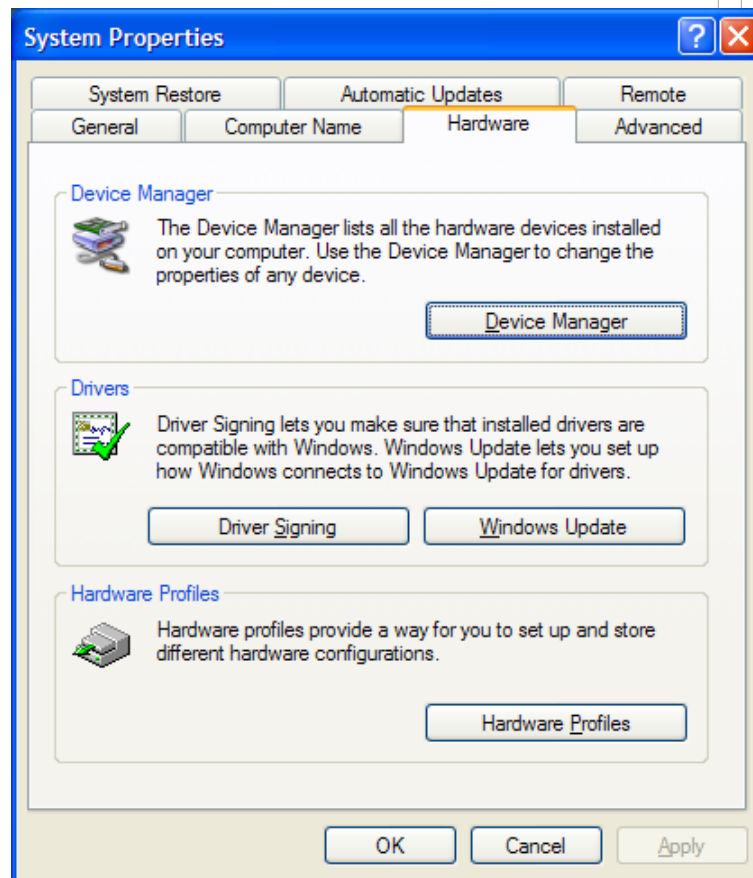 System Properties
System Restore
Automatic Updates
Remote
General
Computer Name
Hardware
Advanced
Device Manager
The Device Manager lists all the hardware devices installed
on your computer. Use the Device Manager to change the
properties of any device.
Device Manager
Drivers
Driver Signing lets you make sure that installed drivers are
compatible with Windows. Windows Update lets you set up
how Windows connects to Windows Update for drivers.
Driver Signing
Windows Update
Hardware Profiles
Hardware profiles provide a way for you to set up and store
different hardware configurations.
Hardware Profiles
OK
Cancel
Apply